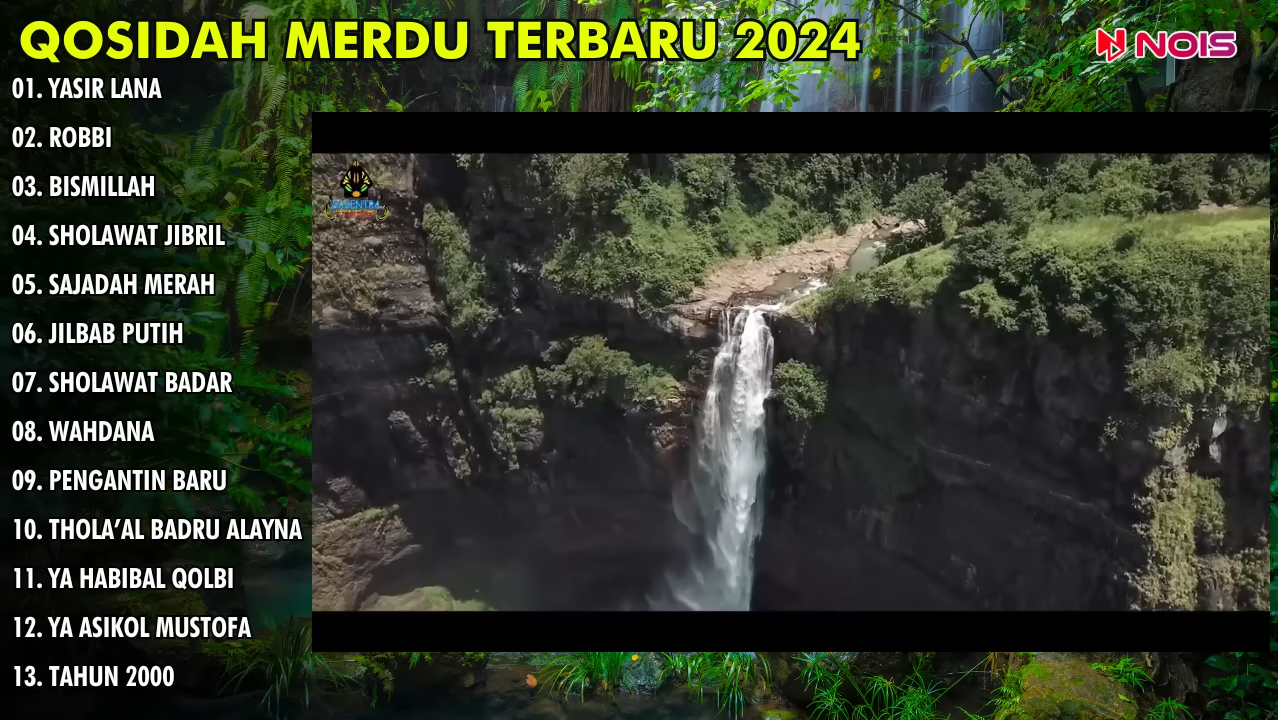 QOSIDAH MERDU TERBARU 2024
NOIS
01. YASIR LANA
02. ROBBI
03. BISMILLAH
04. SHOLAWAT JIBRIL
05. SAJADAH MERAH
06. JILBAB PUTIH
07. SHOLAWAT BADAR
08. WAHDANA
09. PENGANTIN BARU
10. THOLA’AL BADRU ALAYNA
11. YA HABIBAL QOLBI
12. YA ASIKOL MUSTOFA
13. TAHUN 2000